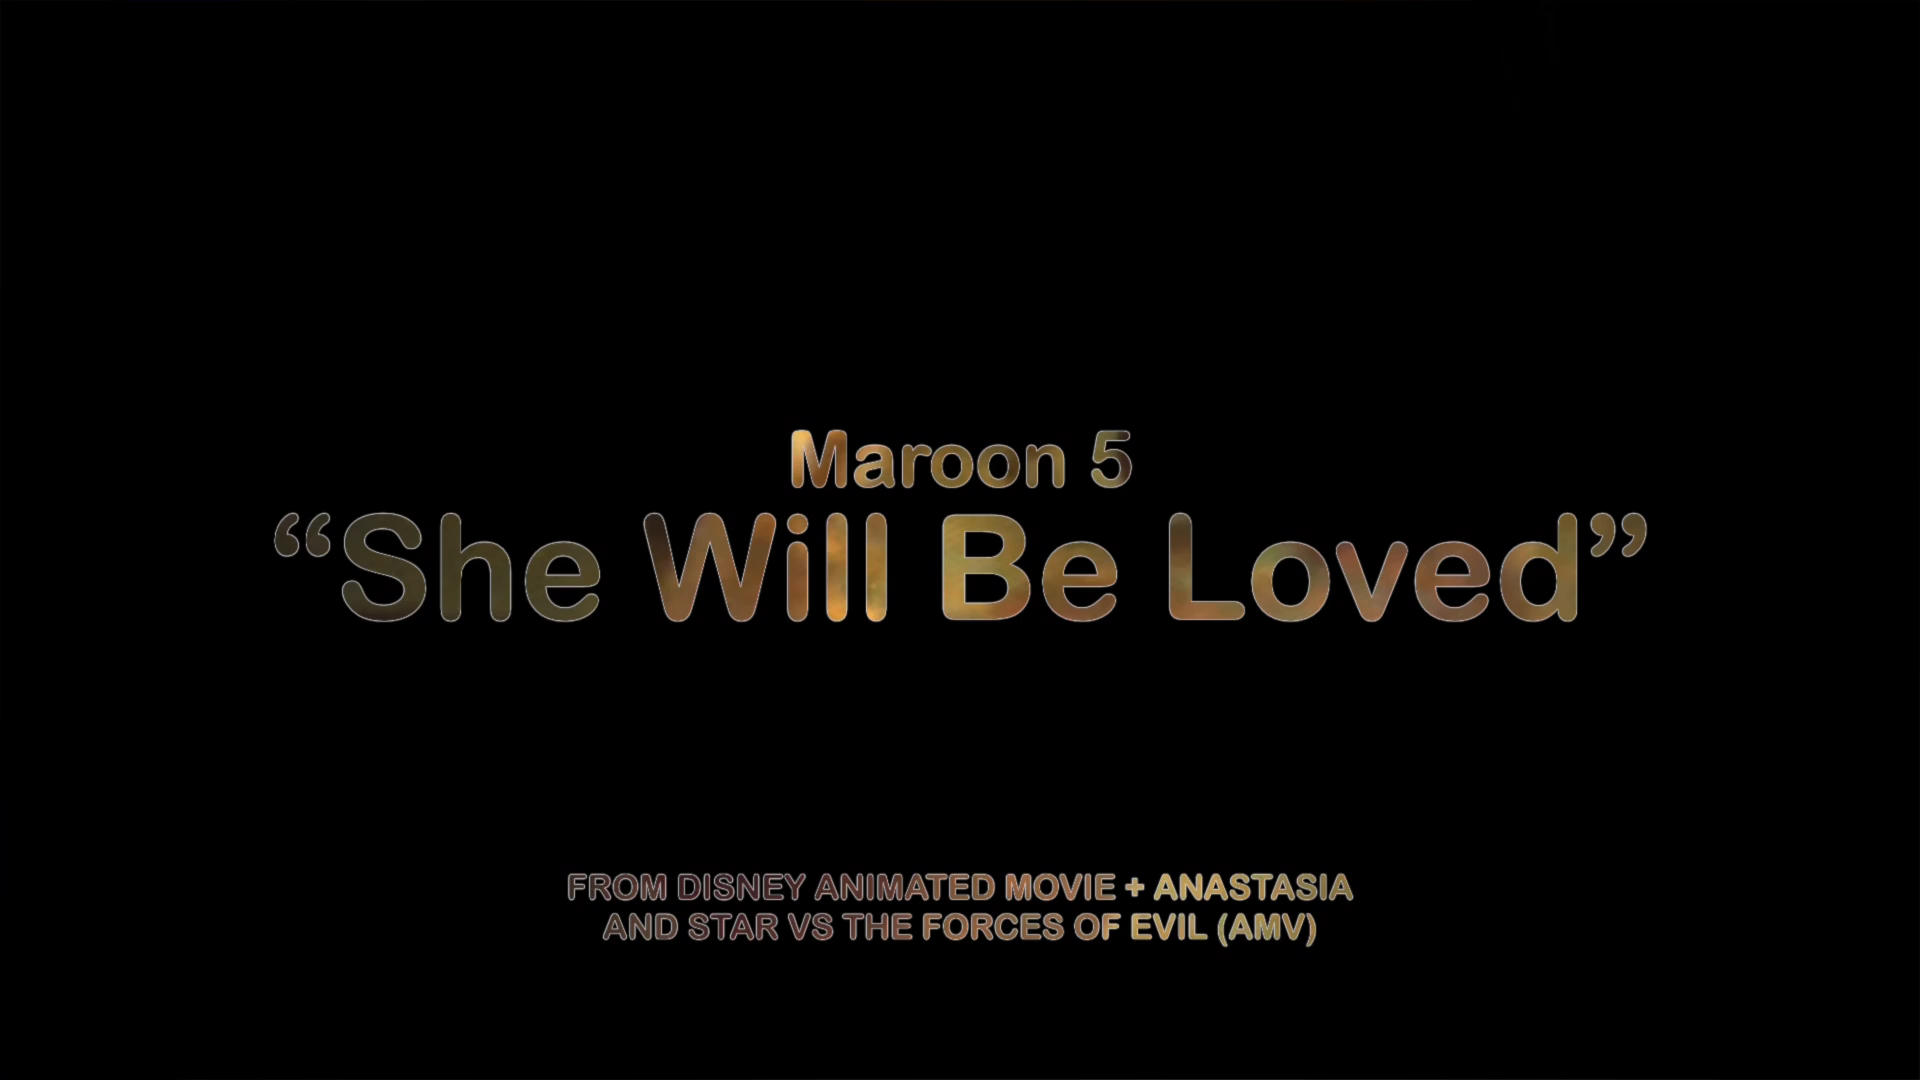 Maroon 5
“She Will Be Loved”
FROM DISNEY ANIMATED MOVIE + ANASTASIA
AND STAR VS THE FORCES OF EVIL (AMV)